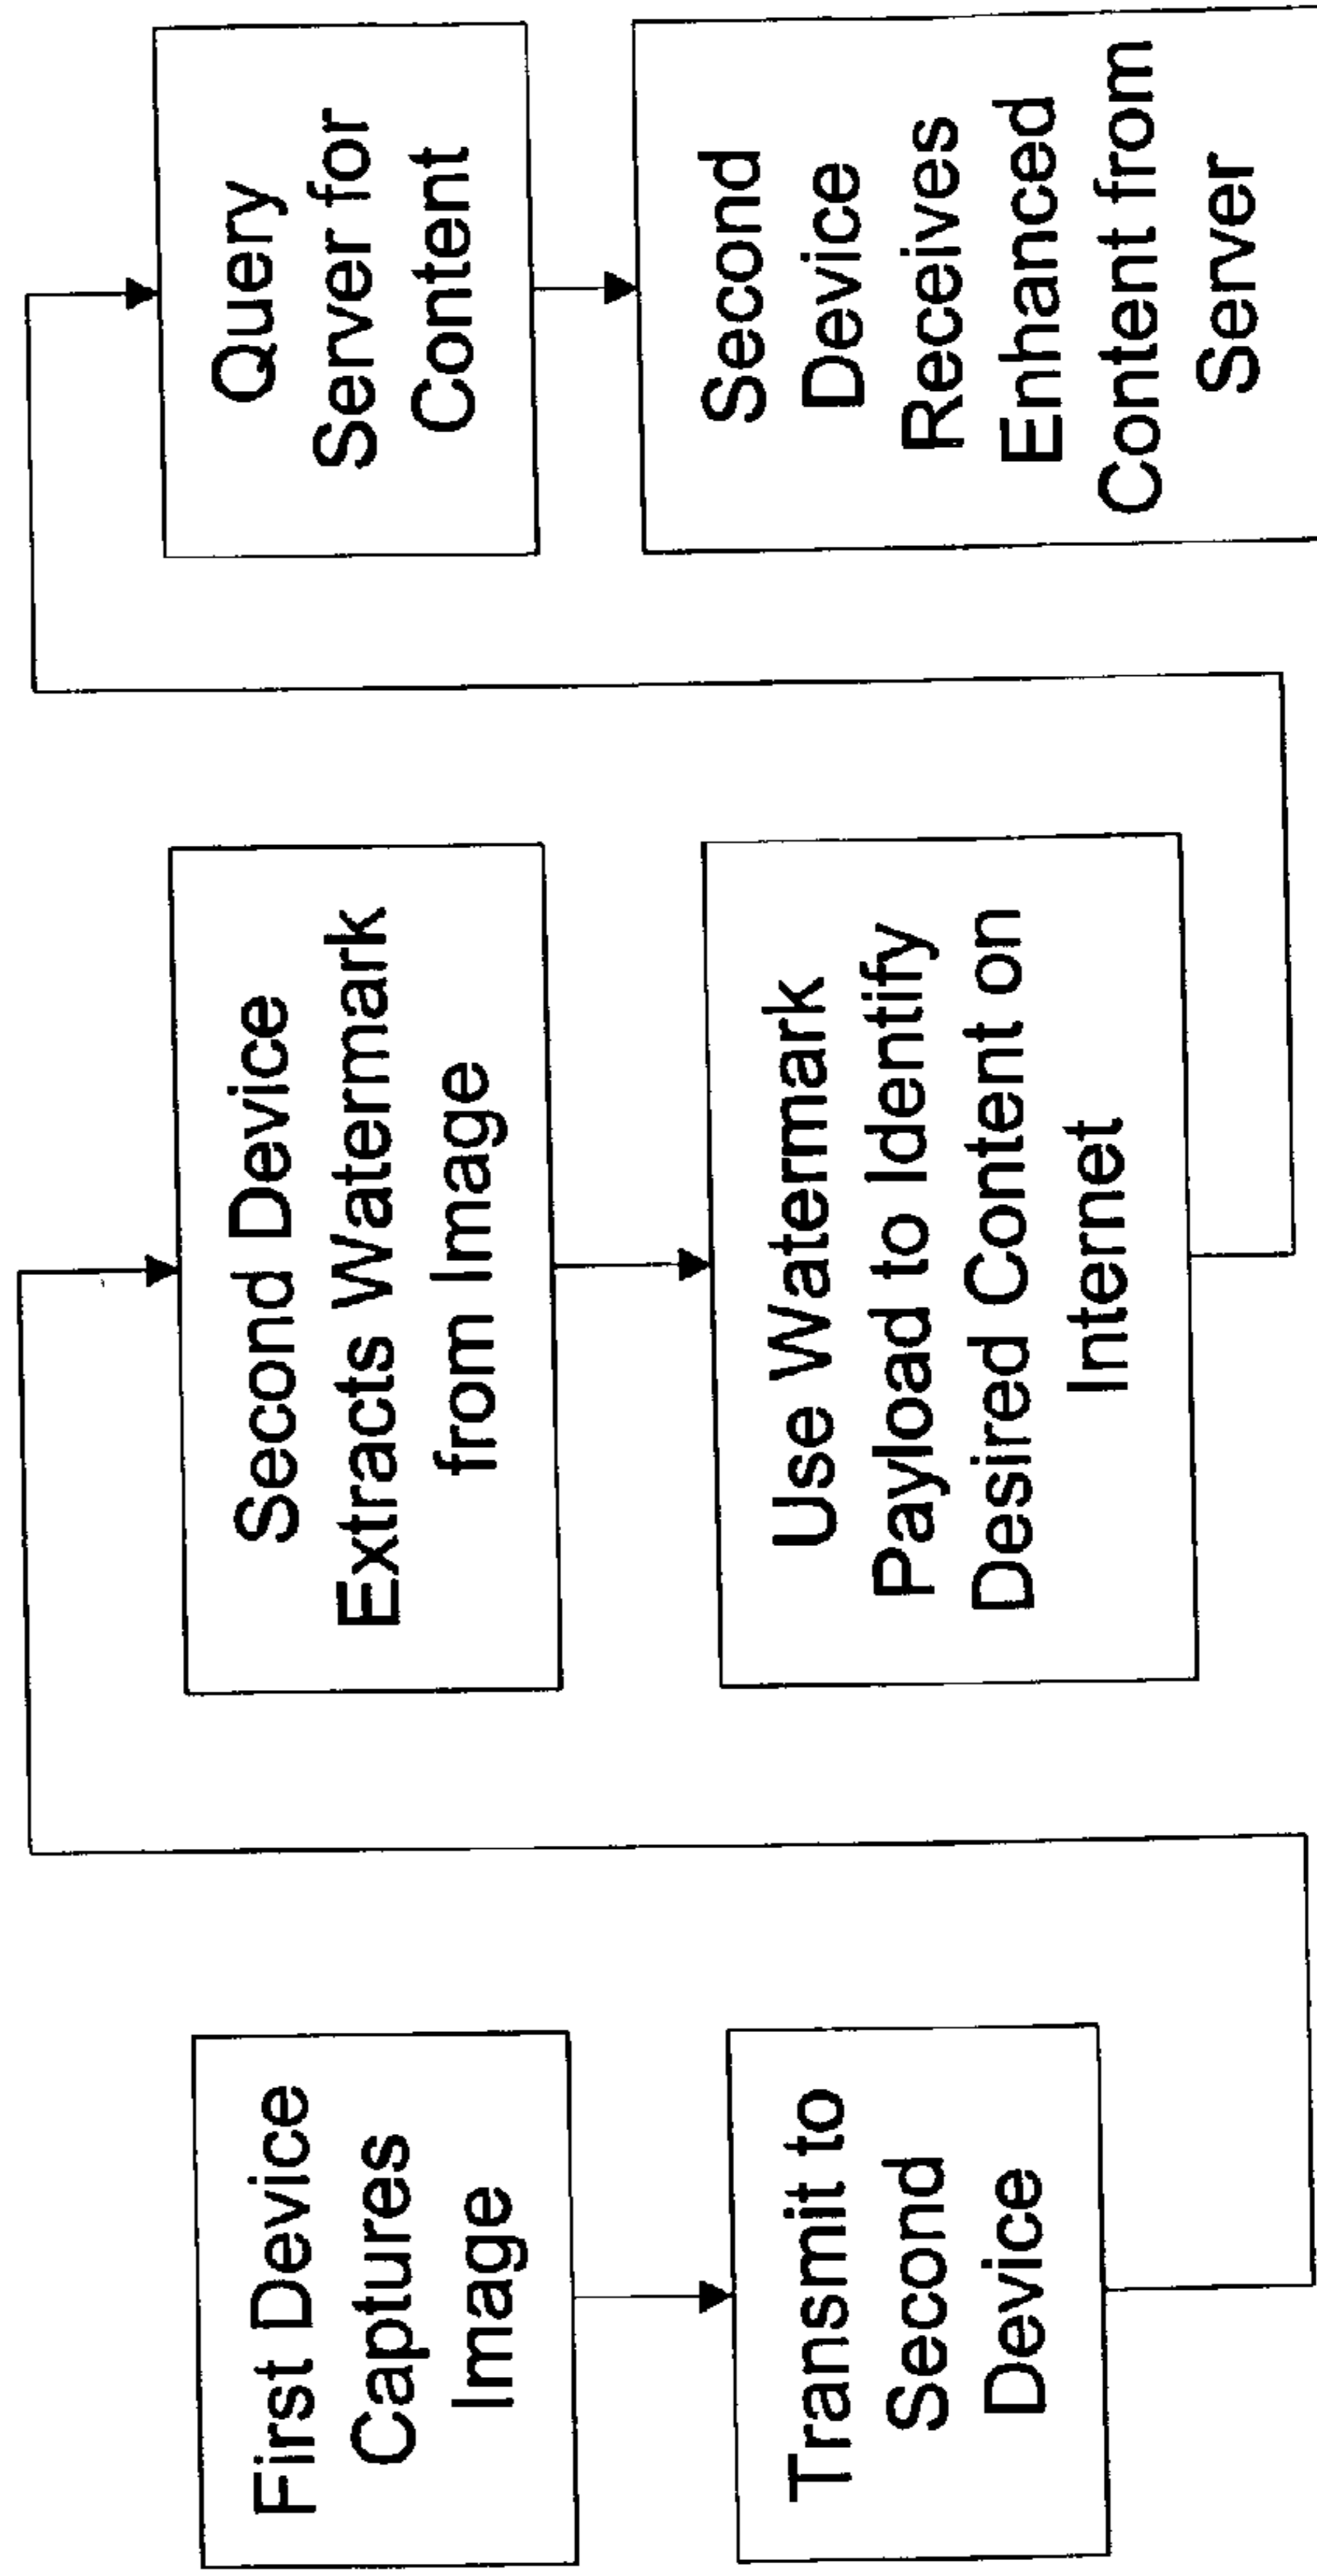 First Device
Captures
Image
Transmit to
Second
Device
Second Device
Extracts Watermark
from Image
Use Watermark
Payload to Identify
Desired Content on
Internet
Query
Server for
Content
Second
Device
Receives
Enhanced
Content from
Server